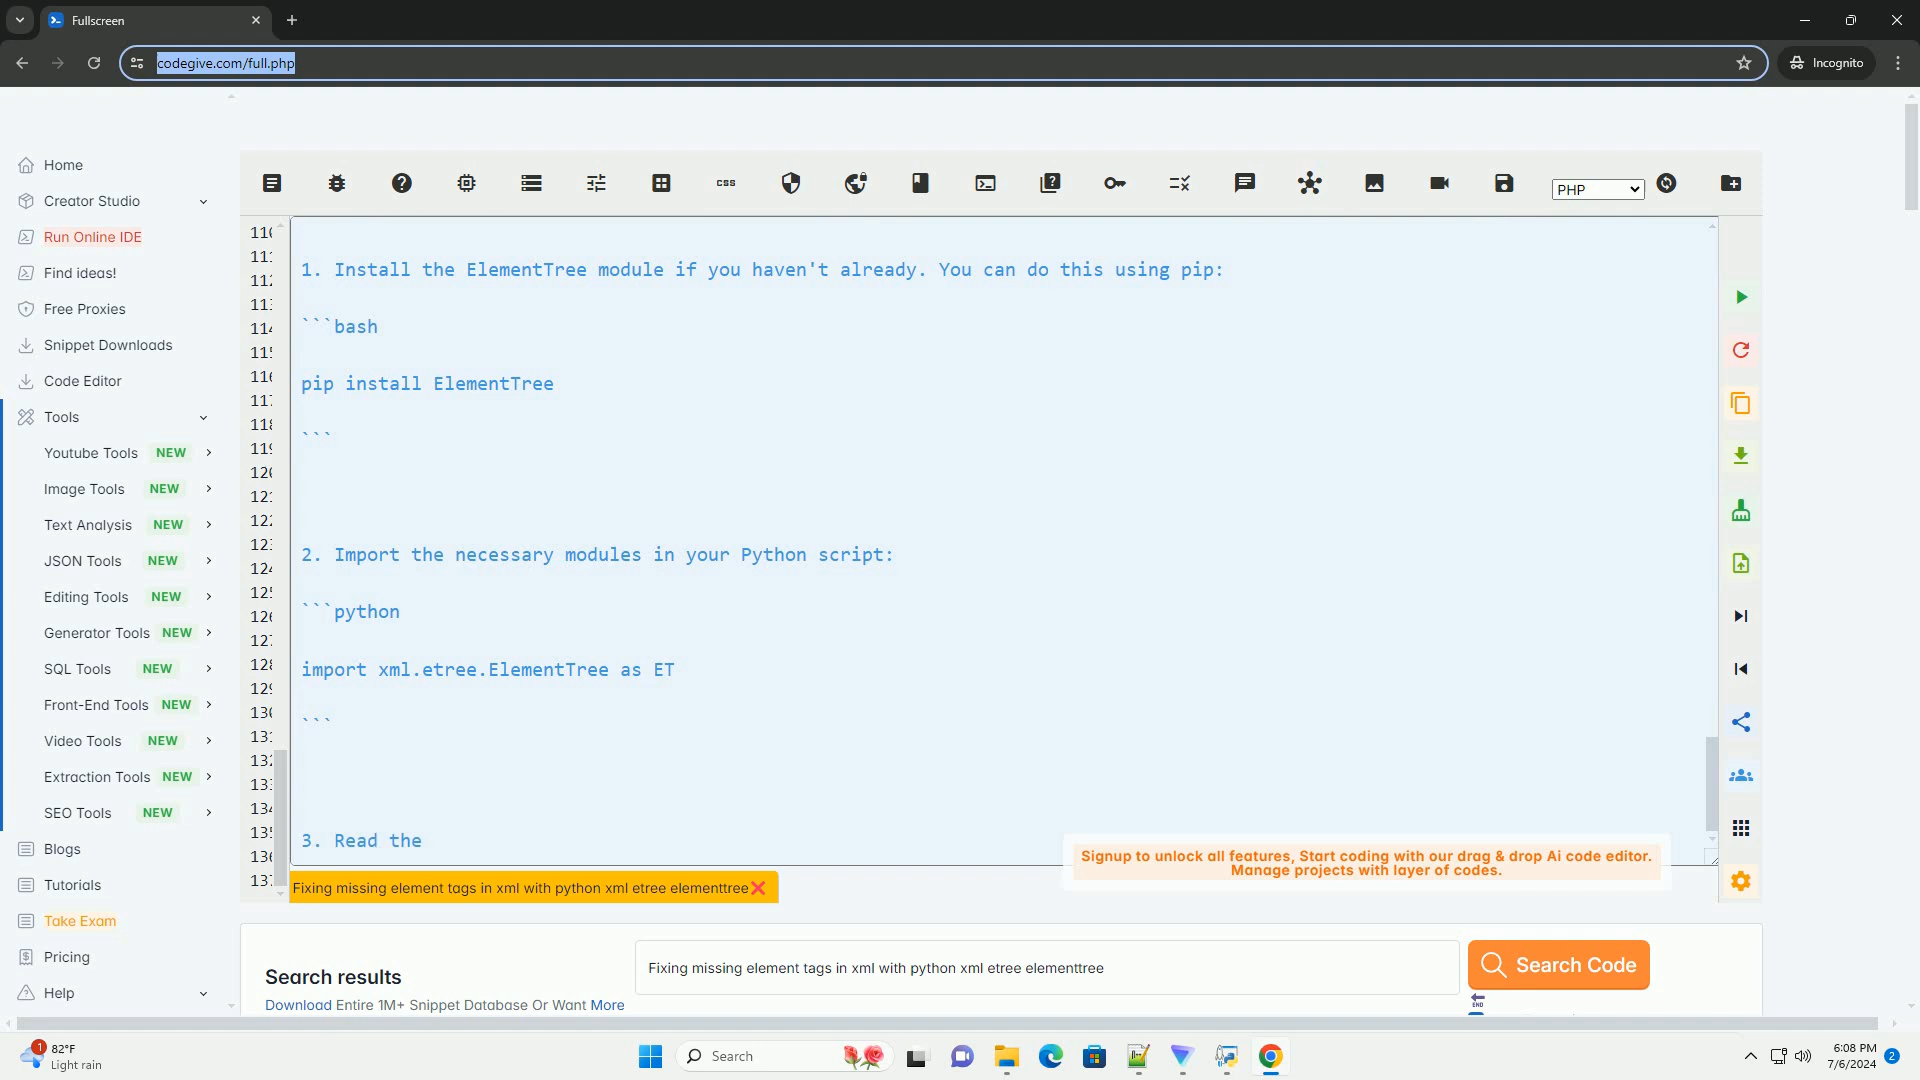 Fullscreen
codegive.com/full.php
Incognito
Home
Creator Studio
Run Online IDE
Find ideas!
Free Proxies
Snippet Downloads
Code Editor
Tools
Youtube Tools NEW
Image Tools NEW
Text Analysis NEW
JSON Tools NEW
Editing Tools NEW
Generator Tools NEW
SQL Tools NEW
Front-End Tools NEW
Video Tools NEW
Extraction Tools NEW
SEO Tools NEW
Blogs
Tutorials
Take Exam
Pricing
Help
css
PHP
1. Install the ElementTree module if you haven't already. You can do this using pip:
```bash
pip install ElementTree
```
2. Import the necessary modules in your Python script:
```python
import xml.etree.ElementTree as ET
```
3. Read the
Signup to unlock all features, Start coding with our drag & drop Ai code editor.
Manage projects with layer of codes.
Fixing missing element tags in xml with python xml etree elementtree
Search results
Download Entire 1M+ Snippet Database Or Want More
Fixing missing element tags in xml with python xml etree elementtree
Search Code
END
1
82°F
Light rain
Search
6:08 PM
7/6/2024
2